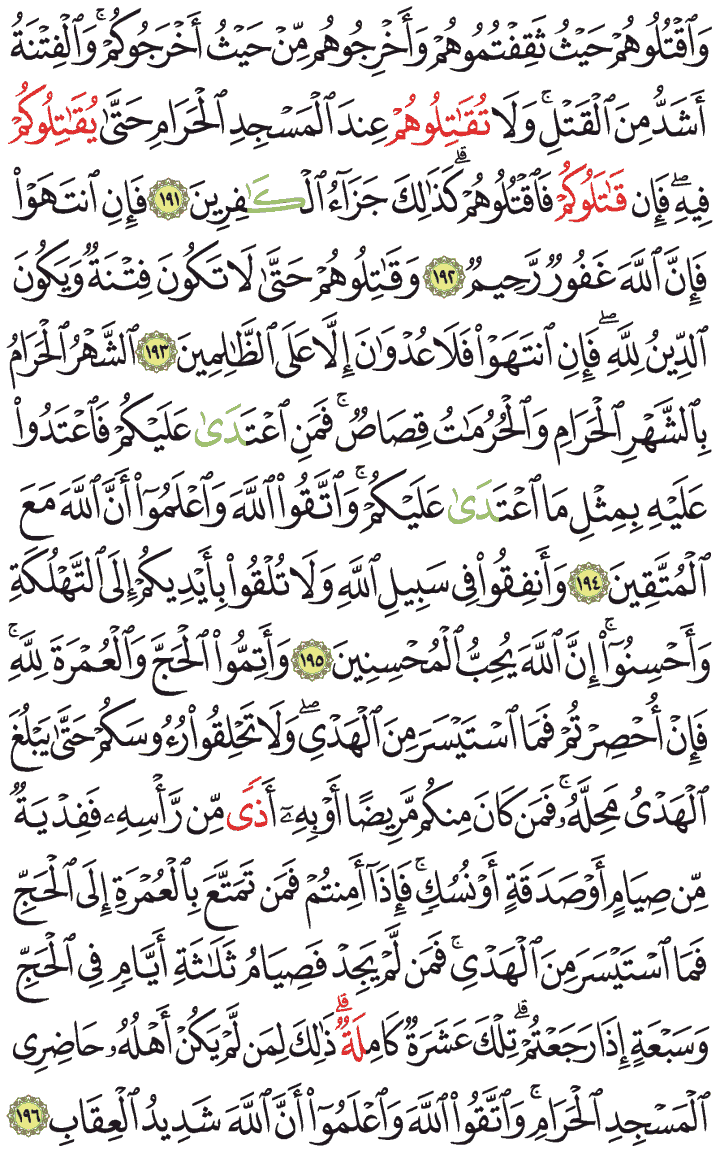 وَٱقۡتُلُوهُمۡ حَيۡثُ ثَقِفۡتُمُوهُمۡ وَأَخۡرِجُوهُم مِّنۡ حَيۡثُ أَخۡرَجُوكُمۡۚ وَٱلۡفِتۡنَةُ
أَشَدُّ مِنَ ٱلۡقَتۡلِۚ وَلَا تُقَٰتِلُوهُمۡ عِندَ ٱلۡمَسۡجِدِ ٱلۡحَرَامِ حَتَّىٰ يُقَٰتِلُوكُمۡ
فِيهِۖ فَإِن قَٰتَلُوكُمۡ فَٱقۡتُلُوهُمۡۗ كَذَٰلِكَ جَزَآءُ ٱلۡكَٰفِرِينَ ١٩١ فَإِنِ ٱنتَهَوۡاْ
فَإِنَّ ٱللَّهَ غَفُورٞ رَّحِيمٞ ١٩٢ وَقَٰتِلُوهُمۡ حَتَّىٰ لَا تَكُونَ فِتۡنَةٞ وَيَكُونَ
ٱلدِّينُ لِلَّهِۖ فَإِنِ ٱنتَهَوۡاْ فَلَا عُدۡوَٰنَ إِلَّا عَلَى ٱلظَّٰلِمِينَ ١٩٣ ٱلشَّهۡرُ ٱلۡحَرَامُ
بِٱلشَّهۡرِ ٱلۡحَرَامِ وَٱلۡحُرُمَٰتُ قِصَاصٞۚ فَمَنِ ٱعۡتَدَىٰ عَلَيۡكُمۡ فَٱعۡتَدُواْ
عَلَيۡهِ بِمِثۡلِ مَا ٱعۡتَدَىٰ عَلَيۡكُمۡۚ وَٱتَّقُواْ ٱللَّهَ وَٱعۡلَمُوٓاْ أَنَّ ٱللَّهَ مَعَ
ٱلۡمُتَّقِينَ ١٩٤ وَأَنفِقُواْ فِي سَبِيلِ ٱللَّهِ وَلَا تُلۡقُواْ بِأَيۡدِيكُمۡ إِلَى ٱلتَّهۡلُكَةِ
وَأَحۡسِنُوٓاْۚ إِنَّ ٱللَّهَ يُحِبُّ ٱلۡمُحۡسِنِينَ ١٩٥ وَأَتِمُّواْ ٱلۡحَجَّ وَٱلۡعُمۡرَةَ لِلَّهِۚ
فَإِنۡ أُحۡصِرۡتُمۡ فَمَا ٱسۡتَيۡسَرَ مِنَ ٱلۡهَدۡيِۖ وَلَا تَحۡلِقُواْ رُءُوسَكُمۡ حَتَّىٰ يَبۡلُغَ
ٱلۡهَدۡيُ مَحِلَّهُۥۚ فَمَن كَانَ مِنكُم مَّرِيضًا أَوۡ بِهِۦٓ أَذٗى مِّن رَّأۡسِهِۦ فَفِدۡيَةٞ
مِّن صِيَامٍ أَوۡ صَدَقَةٍ أَوۡ نُسُكٖۚ فَإِذَآ أَمِنتُمۡ فَمَن تَمَتَّعَ بِٱلۡعُمۡرَةِ إِلَى ٱلۡحَجِّ
فَمَا ٱسۡتَيۡسَرَ مِنَ ٱلۡهَدۡيِۚ فَمَن لَّمۡ يَجِدۡ فَصِيَامُ ثَلَٰثَةِ أَيَّامٖ فِي ٱلۡحَجِّ
وَسَبۡعَةٍ إِذَا رَجَعۡتُمۡۗ تِلۡكَ عَشَرَةٞ كَامِلَةٞۗ ذَٰلِكَ لِمَن لَّمۡ يَكُنۡ أَهۡلُهُۥ حَاضِرِي
ٱلۡمَسۡجِدِ ٱلۡحَرَامِۚ وَٱتَّقُواْ ٱللَّهَ وَٱعۡلَمُوٓاْ أَنَّ ٱللَّهَ شَدِيدُ ٱلۡعِقَابِ ١٩٦